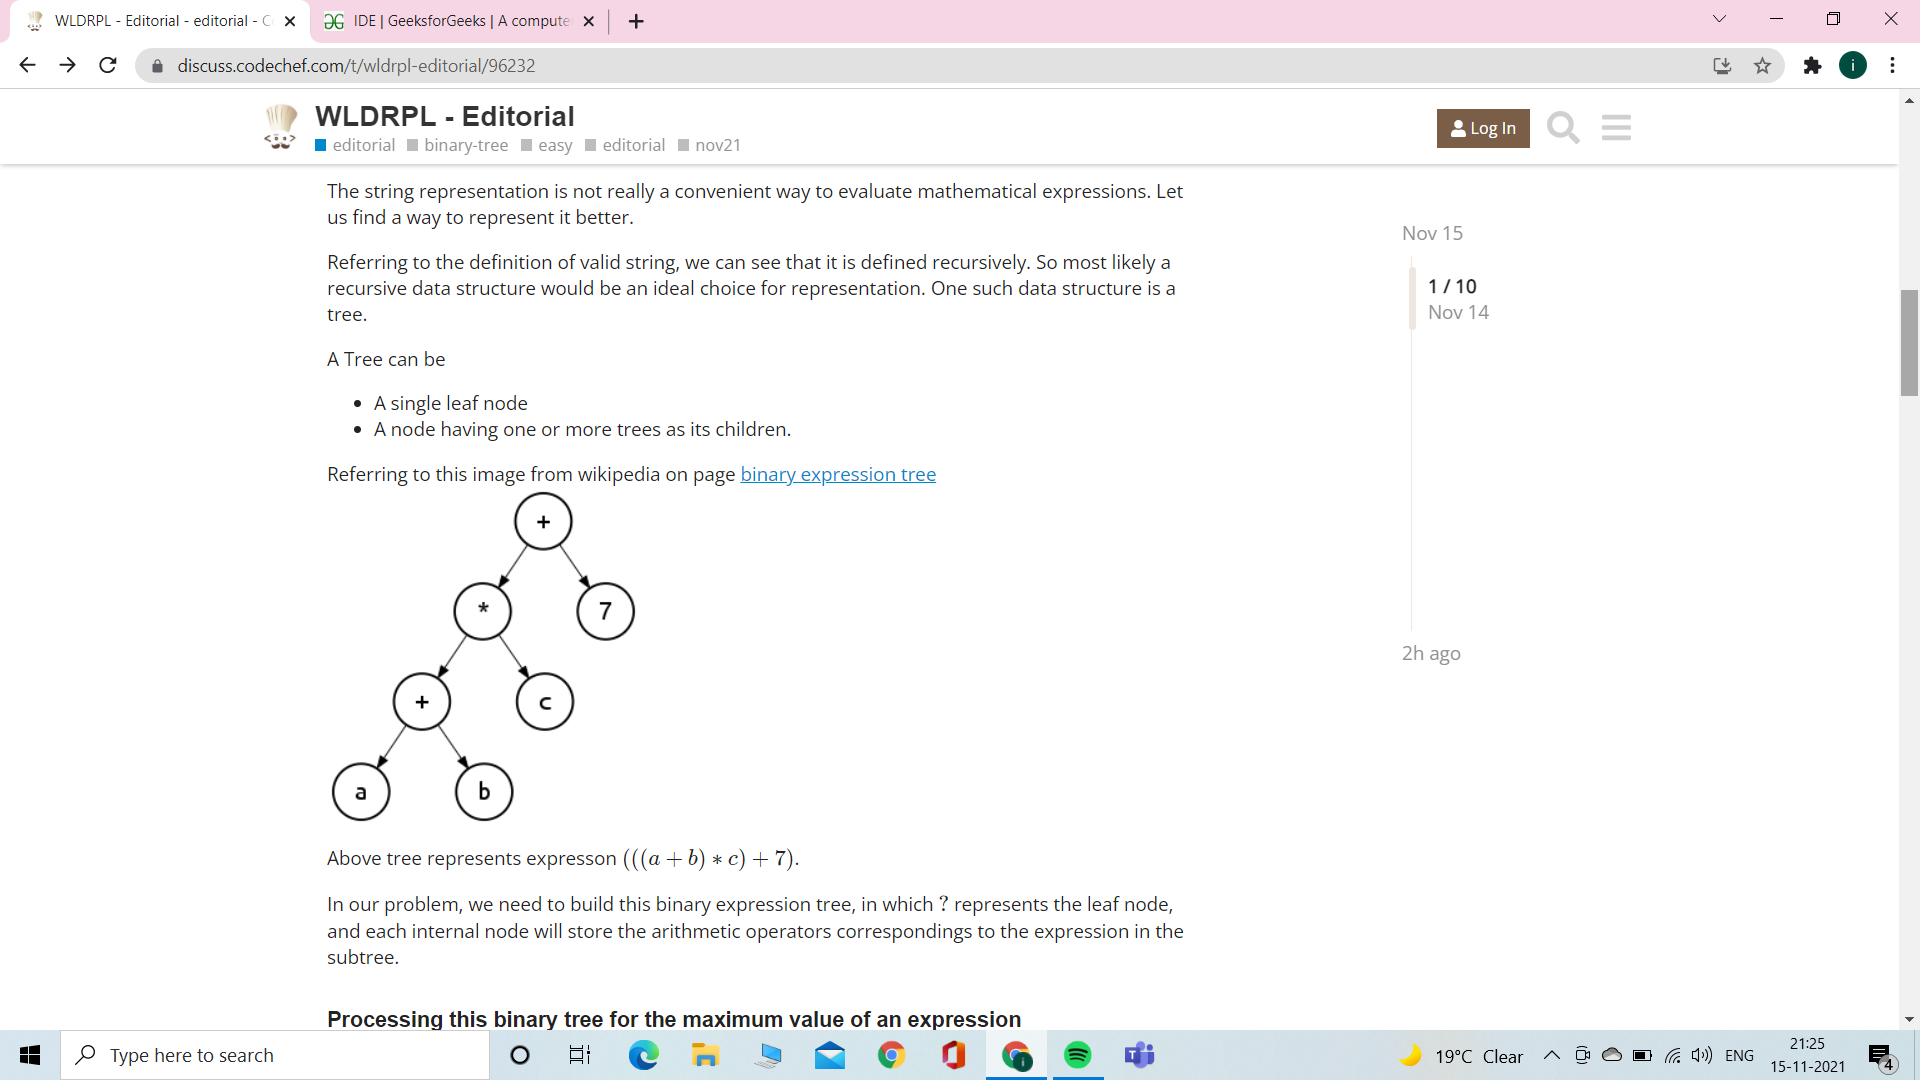 WLDRPL - Editorial - editorial - C
IDE | GeeksforGeeks | A compute
discuss.codechef.com/t/wldrpl-editorial/96232
i
WLDRPL - Editorial
editorial binary-tree easy editorial nov21
Log In
The string representation is not really a convenient way to evaluate mathematical expressions. Let
us find a way to represent it better.
Referring to the definition of valid string, we can see that it is defined recursively. So most likely a
recursive data structure would be an ideal choice for representation. One such data structure is a
tree.
A Tree can be
• A single leaf node
• A node having one or more trees as its children.
Referring to this image from wikipedia on page binary expression tree
+
* 7
+ c
a b
Above tree represents expresson (((a + b) * c) + 7).
In our problem, we need to build this binary expression tree, in which ? represents the leaf node,
and each internal node will store the arithmetic operators correspondings to the expression in the
subtree.
Processing this binary tree for the maximum value of an expression
Nov 15
1 / 10
Nov 14
2h ago
Type here to search
19°C Clear
ENG
21:25
15-11-2021
4